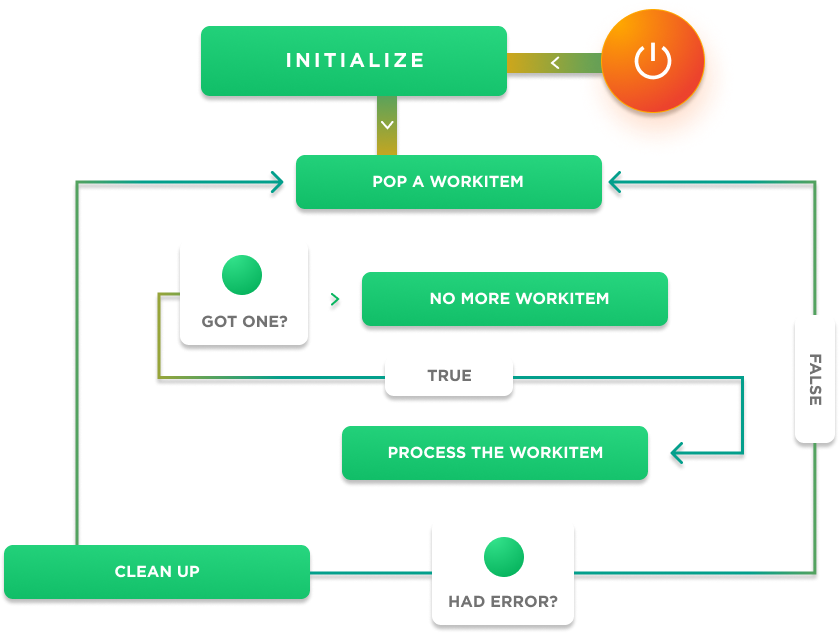 INITIALIZE
POP A WORKITEM
GOT ONE?
NO MORE WORKITEM
TRUE
FALSE
PROCESS THE WORKITEM
CLEAN UP
HAD ERROR?